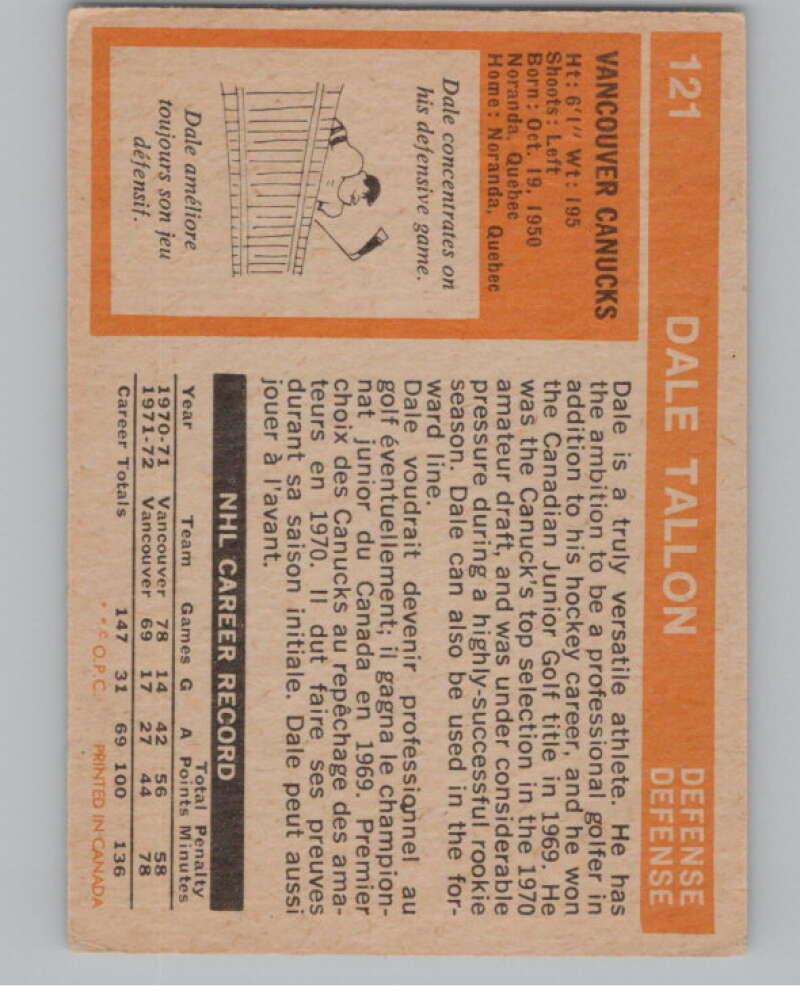 121 DALE TALLON DEFENSE
DEFENSE
VANCOUVER CANUCKS
Ht: 6'1" Wt: 195
Shoots: Left
Born: Oct. 19, 1950
Noranda, Quebec
Home: Noranda, Quebec
Dale concentrates on
his defensive game.
Dale améliore
toujours son jeu
défensif.
Dale is a truly versatile athlete. He has
the ambition to be a professional golfer in
addition to his hockey career, and he won
the Canadian Junior Golf title in 1969. He
was the Canuck's top selection in the 1970
amateur draft, and was under considerable
pressure during a highly-successful rookie
season. Dale can also be used in the for-
ward line.
Dale voudrait devenir professionnel au
golf éventuellement; il gagna le champion-
nat junior du Canada en 1969. Premier
choix des Canucks au repêchage des ama-
teurs en 1970. Il dut faire ses preuves
durant sa saison initiale. Dale peut aussi
jouer à l'avant.
NHL CAREER RECORD
Total Penalty
Year Team Games G A Points Minutes
1970-71 Vancouver 78 14 42 56 58
1971-72 Vancouver 69 17 27 44 78
Career Totals 147 31 69 100 136
* * © O.P.C. PRINTED IN CANADA